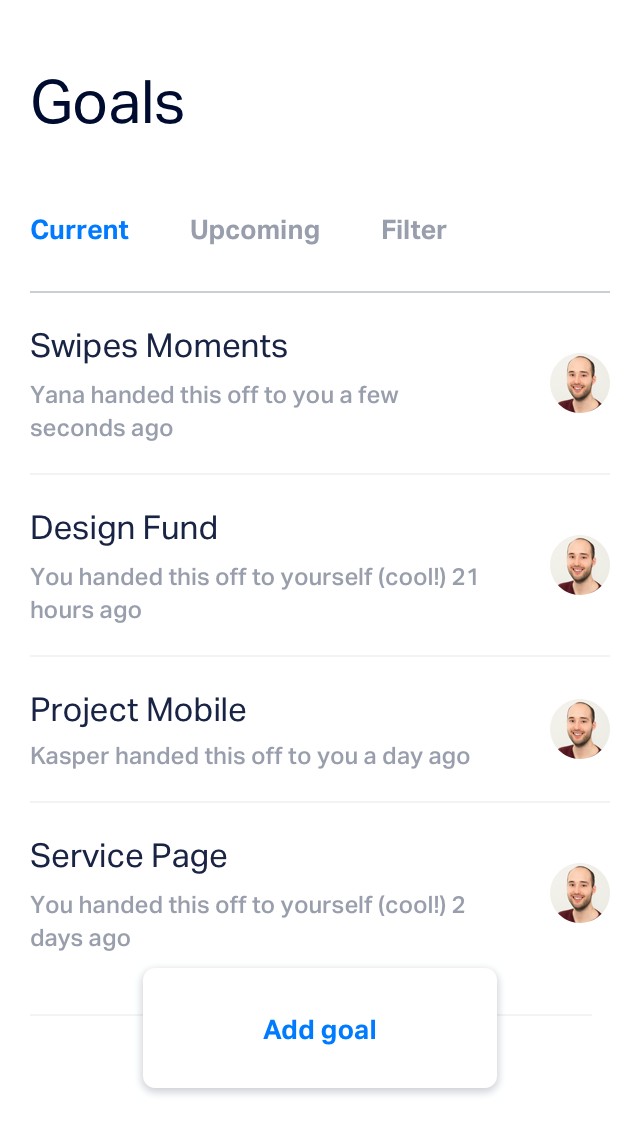 Goals
Current Upcoming Filter
Swipes Moments
Yana handed this off to you a few
seconds ago
Design Fund
You handed this off to yourself (cool!) 21
hours ago
Project Mobile
Kasper handed this off to you a day ago
Service Page
You handed this off to yourself (cool!) 2
days ago
Add goal